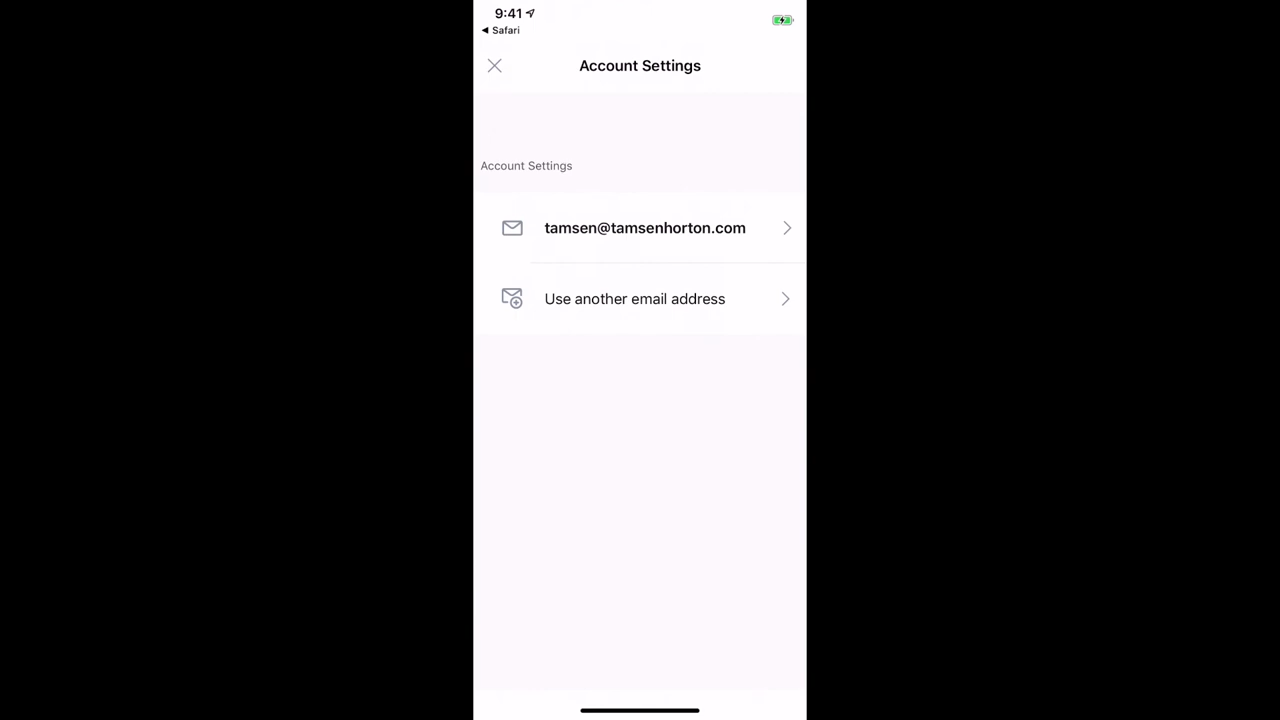 9:41
Safari
Account Settings
Account Settings
tamsen@tamsenhorton.com
Use another email address